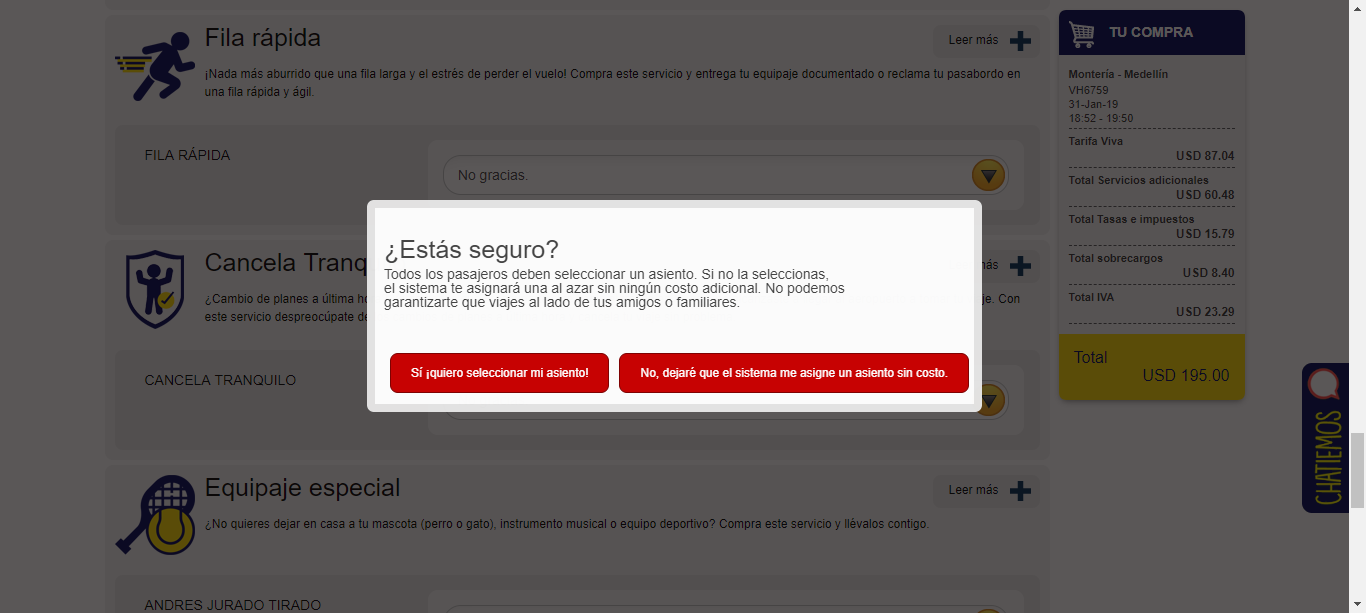 Fila rápida
Leer más
¡Nada más aburrido que una fila larga y el estrés de perder el vuelo! Compra este servicio y entrega tu equipaje documentado o reclama tu pasabordo en
una fila rápida y ágil.
FILA RÁPIDA
No gracias.
¿Estás seguro?
Todos los pasajeros deben seleccionar un asiento. Si no la seleccionas,
el sistema te asignará una al azar sin ningún costo adicional. No podemos
garantizarte que viajes al lado de tus amigos o familiares.
Sí ¡quiero seleccionar mi asiento!
No, dejaré que el sistema me asigne un asiento sin costo.
Cancela Tranq
más
¿Cambio de planes a última ho
je. Con
este servicio despreocúpate de
CANCELA TRANQUILO
Equipaje especial
Leer más
¿No quieres dejar en casa a tu mascota (perro o gato), instrumento musical o equipo deportivo? Compra este servicio y llévalos contigo.
ANDRES JURADO TIRADO
TU COMPRA
Montería - Medellín
VH6759
31-Jan-19
18:52 - 19:50
Tarifa Viva
USD 87.04
Total Servicios adicionales
USD 60.48
Total Tasas e impuestos
USD 15.79
Total sobrecargos
USD 8.40
Total IVA
USD 23.29
Total
USD 195.00
CHATIEMOS